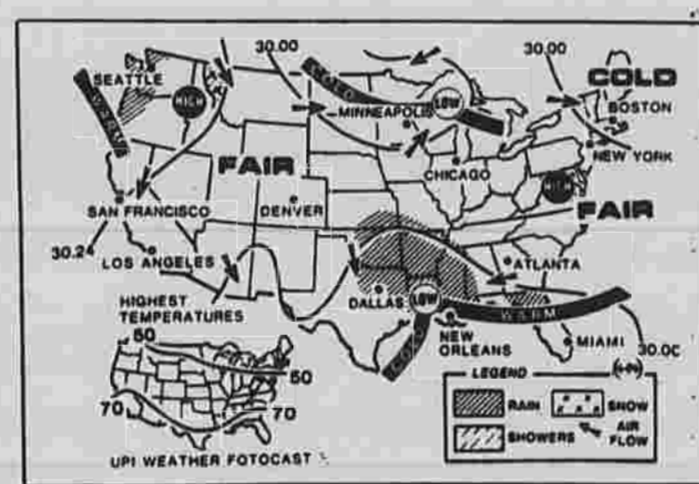 30.00
30.00
COLD
SEATTLE
WARM
HIGH
LOW
MINNEAPOLIS
BOSTON
NEW YORK
CHICAGO
FAIR
HIGH
FAIR
SAN FRANCISCO
DENVER
30.24
LOS ANGELES
ATLANTA
DALLAS
LOW
WARM
HIGHEST
TEMPERATURES
COLD
NEW
ORLEANS
MIAMI
30.00
50
50
70
70
LEGEND
RAIN
SNOW
SHOWERS
AIR
FLOW
UPI WEATHER FOTOCAST